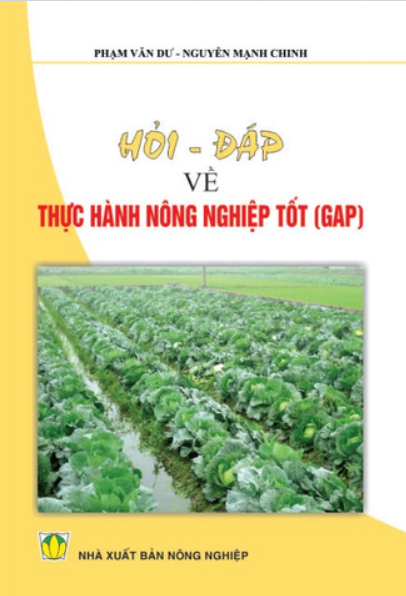 PHẠM VĂN DƯ - NGUYỄN MẠNH CHINH
HỎI - ĐÁP
VỀ
THỰC HÀNH NÔNG NGHIỆP TỐT (GAP)
NHÀ XUẤT BẢN NÔNG NGHIỆP